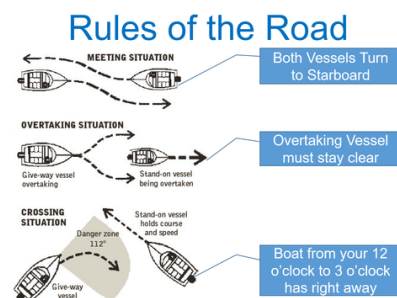 Rules of the Road
MEETING SITUATION
Both Vessels Turn
to Starboard
OVERTAKING SITUATION
Give-way vessel
overtaking
Stand-on vessel
being overtaken
Overtaking Vessel
must stay clear
CROSSING
SITUATION
Danger zone
112°
Stand-on vessel
holds course
and speed
Give-way
vessel
Boat from your 12
o'clock to 3 o'clock
has right away